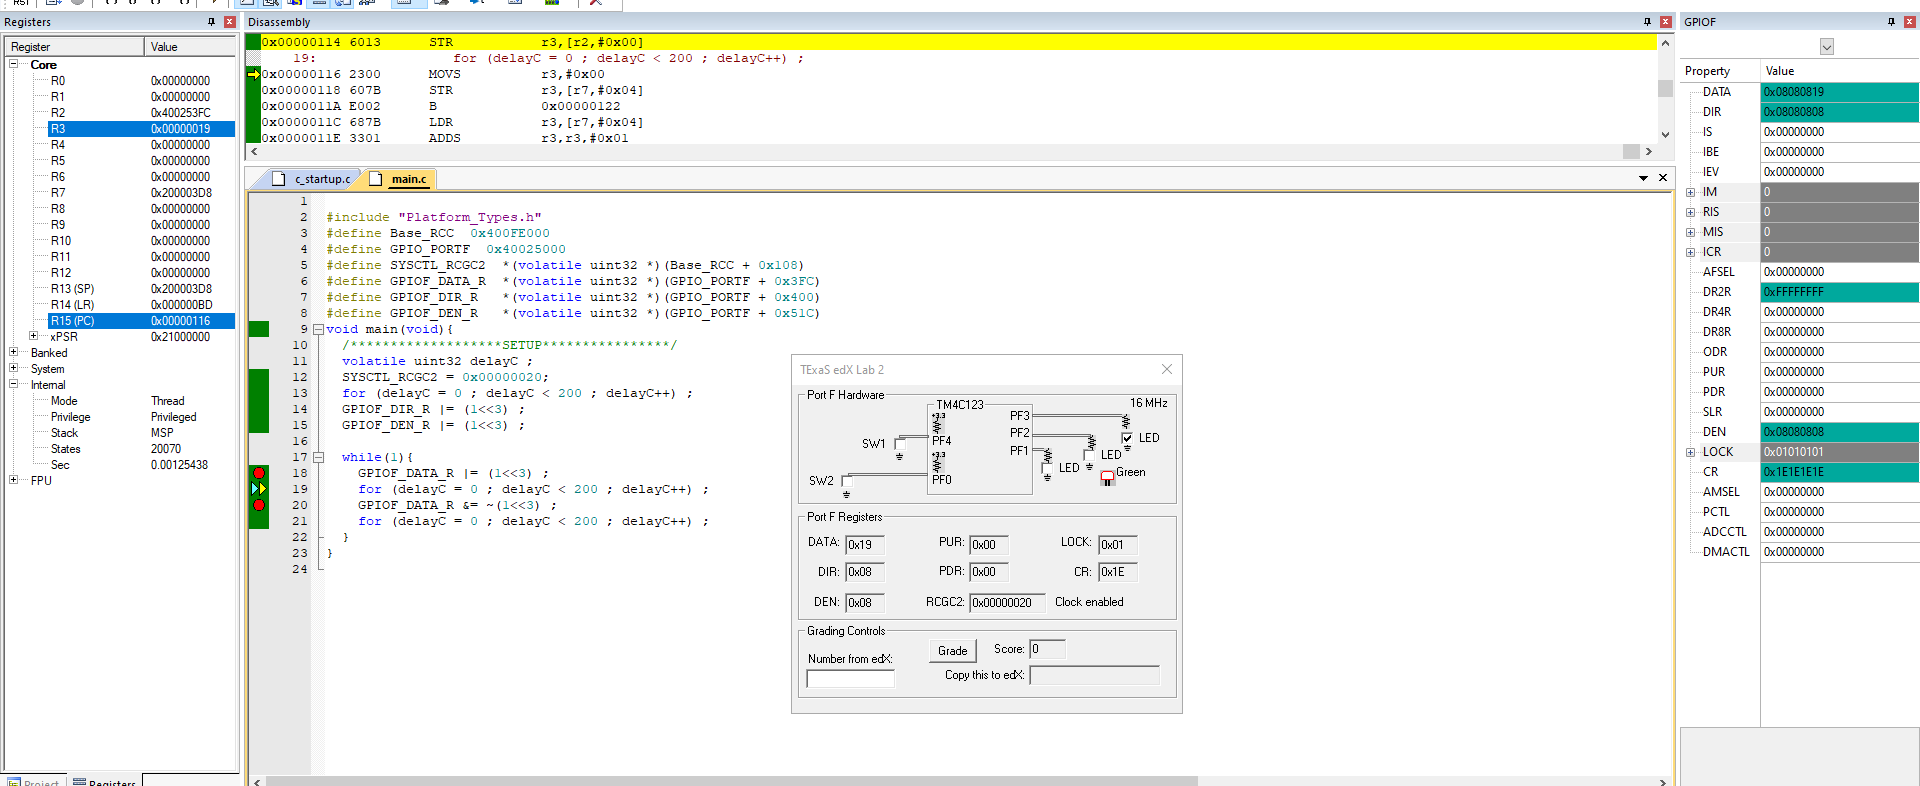 RST
Registers
Register Value
Core
R0 0x00000000
R1 0x00000000
R2 0x400253FC
R3 0x00000019
R4 0x00000000
R5 0x00000000
R6 0x00000000
R7 0x200003D8
R8 0x00000000
R9 0x00000000
R10 0x00000000
R11 0x00000000
R12 0x00000000
R13 (SP) 0x200003D8
R14 (LR) 0x000000BD
R15 (PC) 0x00000116
xPSR 0x21000000
Banked
System
Internal
Mode Thread
Privilege Privileged
Stack MSP
States 20070
Sec 0.00125438
FPU
Project Registers
Disassembly
0x00000114 6013 STR r3,[r2,#0x00]
19: for (delayC = 0 ; delayC < 200 ; delayC++) ;
0x00000116 2300 MOVS r3,#0x00
0x00000118 607B STR r3,[r7,#0x04]
0x0000011A E002 B 0x00000122
0x0000011C 687B LDR r3,[r7,#0x04]
0x0000011E 3301 ADDS r3,r3,#0x01
c_startup.c main.c
1
2 #include "Platform_Types.h"
3 #define Base_RCC 0x400FE000
4 #define GPIO_PORTF 0x40025000
5 #define SYSCTL_RCGC2 *(volatile uint32 *)(Base_RCC + 0x108)
6 #define GPIOF_DATA_R *(volatile uint32 *)(GPIO_PORTF + 0x3FC)
7 #define GPIOF_DIR_R *(volatile uint32 *)(GPIO_PORTF + 0x400)
8 #define GPIOF_DEN_R *(volatile uint32 *)(GPIO_PORTF + 0x51C)
9 void main(void){
10 /*******************SETUP****************/
11 volatile uint32 delayC ;
12 SYSCTL_RCGC2 = 0x00000020;
13 for (delayC = 0 ; delayC < 200 ; delayC++) ;
14 GPIOF_DIR_R |= (1<<3) ;
15 GPIOF_DEN_R |= (1<<3) ;
16
17 while(1){
18 GPIOF_DATA_R |= (1<<3) ;
19 for (delayC = 0 ; delayC < 200 ; delayC++) ;
20 GPIOF_DATA_R &= ~(1<<3) ;
21 for (delayC = 0 ; delayC < 200 ; delayC++) ;
22 }
23 }
24
TExaS edX Lab 2
Port F Hardware
TM4C123 16 MHz
+3.3 PF3
SW1 PF4 PF2 LED
+3.3 PF1 LED
LED Green
SW2 PF0
Port F Registers
DATA: 0x19 PUR: 0x00 LOCK: 0x01
DIR: 0x08 PDR: 0x00 CR: 0x1E
DEN: 0x08 RCGC2: 0x00000020 Clock enabled
Grading Controls
Number from edX: Grade Score: 0
Copy this to edX:
GPIOF
Property Value
DATA 0x08080819
DIR 0x08080808
IS 0x00000000
IBE 0x00000000
IEV 0x00000000
IM 0
RIS 0
MIS 0
ICR 0
AFSEL 0x00000000
DR2R 0xFFFFFFFF
DR4R 0x00000000
DR8R 0x00000000
ODR 0x00000000
PUR 0x00000000
PDR 0x00000000
SLR 0x00000000
DEN 0x08080808
LOCK 0x01010101
CR 0x1E1E1E1E
AMSEL 0x00000000
PCTL 0x00000000
ADCCTL 0x00000000
DMACTL 0x00000000